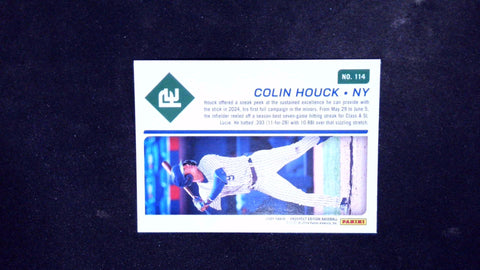 NO. 114
COLIN HOUCK • NY
Houck offered a sneak peek at the sustained excellence he can provide with
his stick in 2024, his first full campaign in the minors. From May 29 to June 5,
the infielder reeled off a season-best seven-game hitting streak for Class-A St.
Lucie. He batted .393 (11-for-28) with 10 RBI over that sizzling stretch.
PANINI